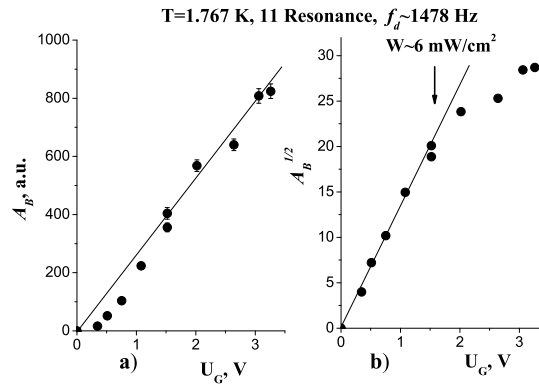 T=1.767 K, 11 Resonance, f_d~1478 Hz
1000
800
600
400
200
0
A_B, a.u.
0 1 2 3
a)
U_G, V
W~6 mW/cm²
35
30
25
20
15
10
5
0
A_B^{1/2}
0 1 2 3
b)
U_G, V